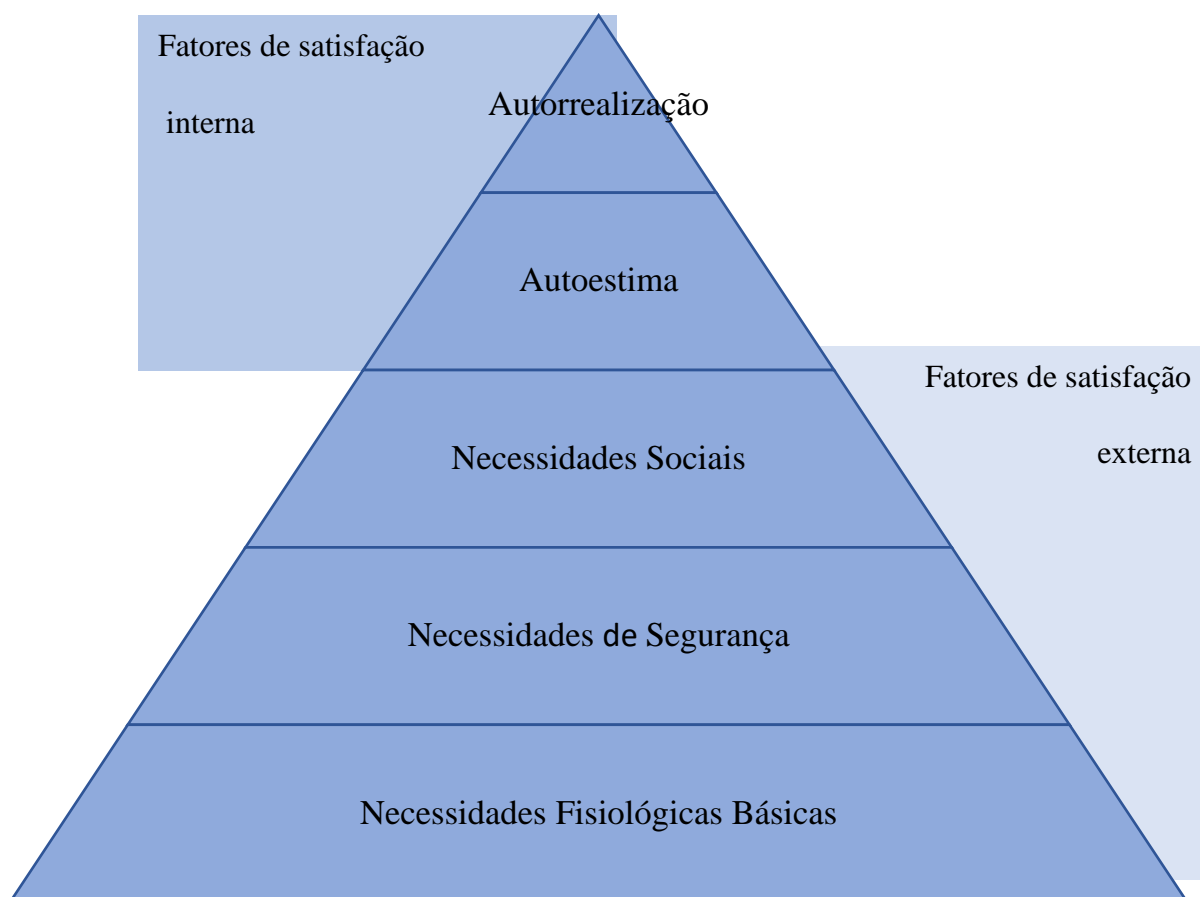 Fatores de satisfação
interna
Autorrealização
Autoestima
Fatores de satisfação
externa
Necessidades Sociais
Necessidades de Segurança
Necessidades Fisiológicas Básicas